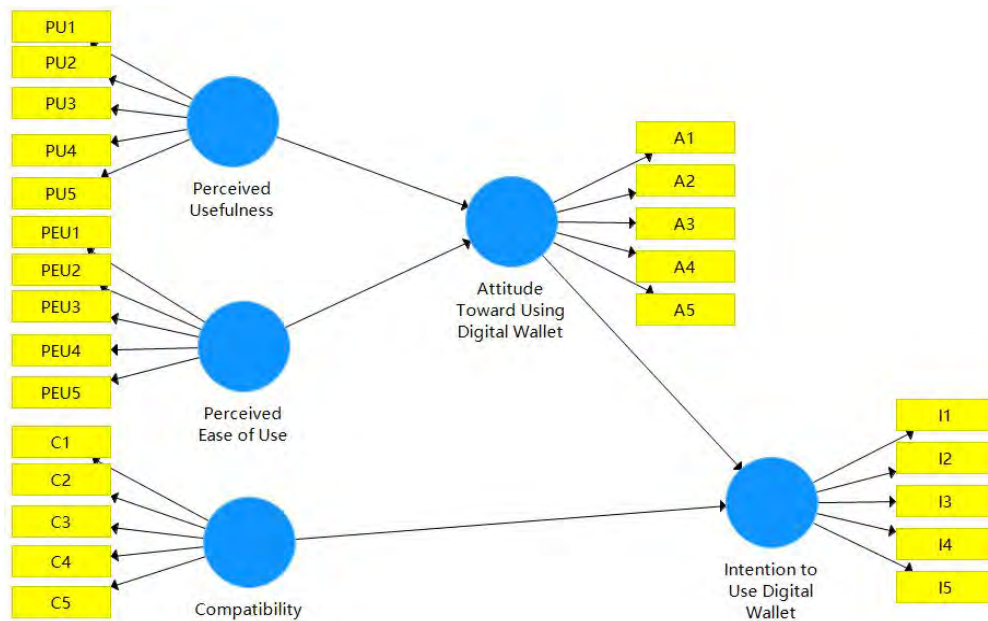 PU1
PU2
PU3
PU4
PU5
Perceived
Usefulness
PEU1
PEU2
PEU3
PEU4
PEU5
Perceived
Ease of Use
C1
C2
C3
C4
C5
Compatibility
A1
A2
A3
A4
A5
Attitude
Toward Using
Digital Wallet
I1
I2
I3
I4
I5
Intention to
Use Digital
Wallet